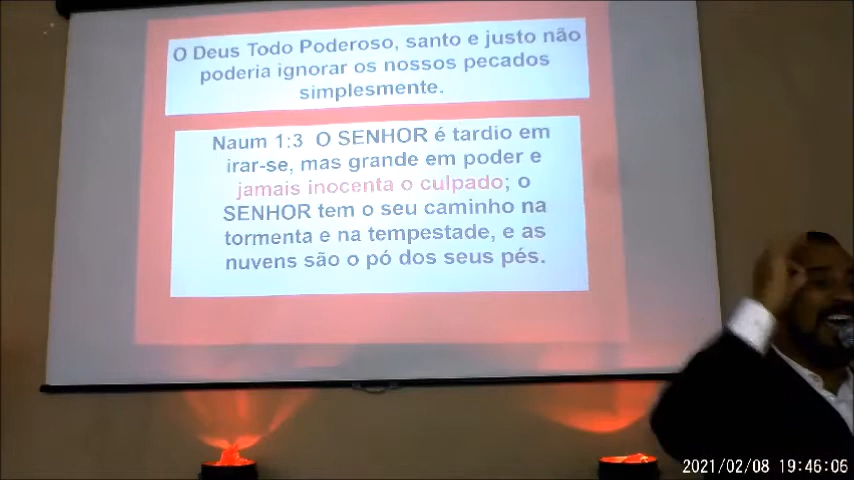 O Deus Todo Poderoso, santo e justo não
poderia ignorar os nossos pecados
simplesmente.
Naum 1:3 O SENHOR é tardio em
irar-se, mas grande em poder e
jamais inocenta o culpado; o
SENHOR tem o seu caminho na
tormenta e na tempestade, e as
nuvens são o pó dos seus pés.
2021/02/08 19:46:06